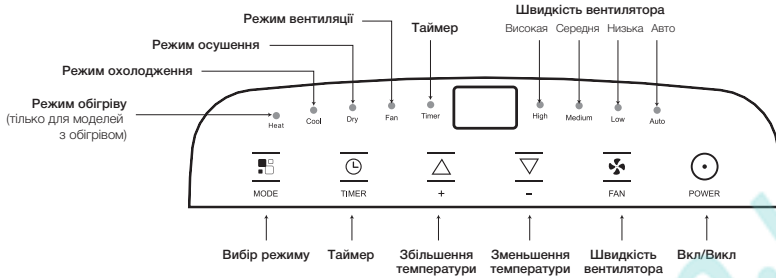 Швидкість вентилятора
Режим вентиляції
Таймер
Високая Середня Низька Авто
Режим осушення
Режим охолодження
Режим обігріву
(тілько для моделей
з обігрівом)
Heat Cool Dry Fan Timer High Medium Low Auto
MODE TIMER + − FAN POWER
Вибір режиму Таймер Збільшення температури Зменьшення температури Швидкість вентилятора Вкл/Викл